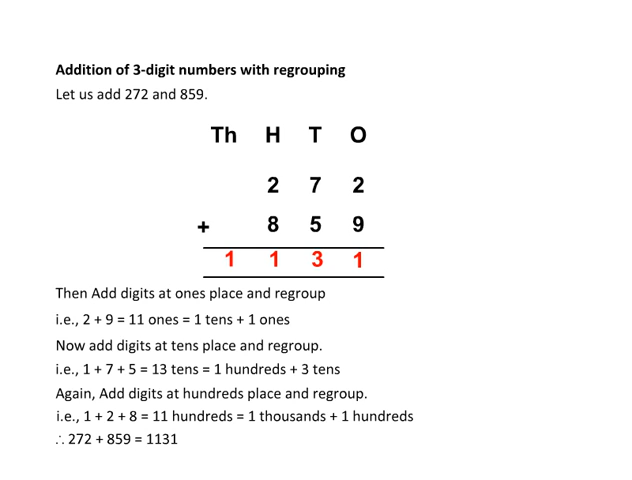 Addition of 3-digit numbers with regrouping
Let us add 272 and 859.
Th H T O
2 7 2
+ 8 5 9
1 1 3 1
Then Add digits at ones place and regroup
i.e., 2 + 9 = 11 ones = 1 tens + 1 ones
Now add digits at tens place and regroup.
i.e., 1 + 7 + 5 = 13 tens = 1 hundreds + 3 tens
Again, Add digits at hundreds place and regroup.
i.e., 1 + 2 + 8 = 11 hundreds = 1 thousands + 1 hundreds
∴ 272 + 859 = 1131